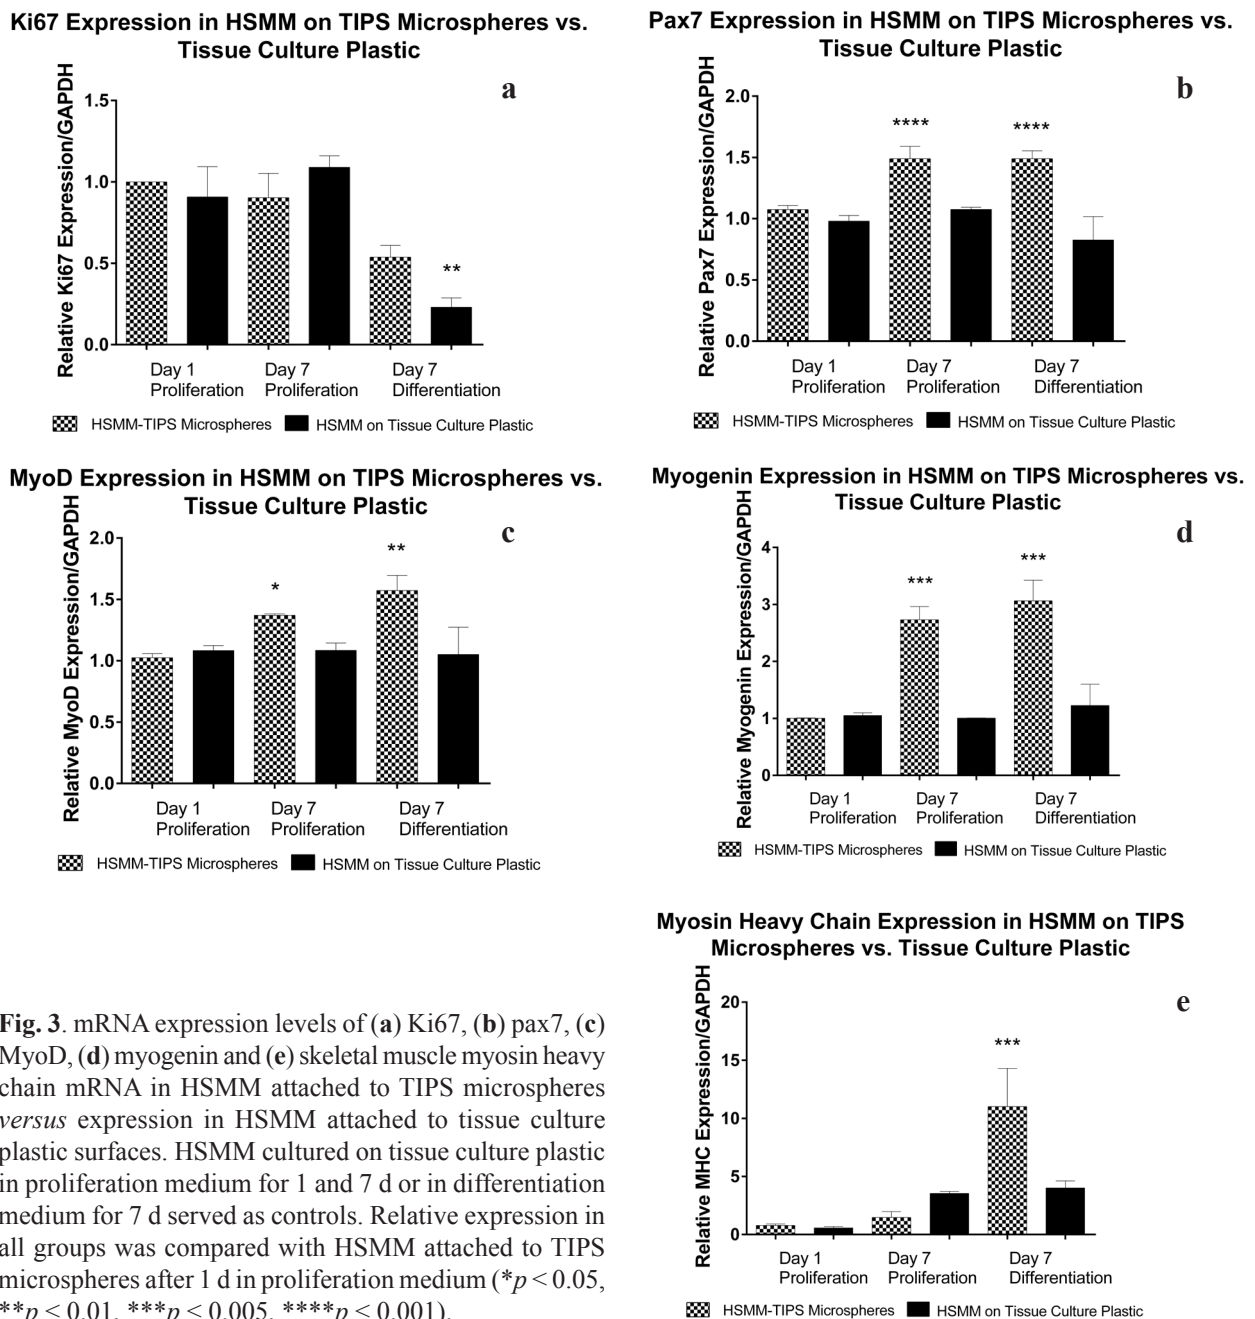 Ki67 Expression in HSMM on TIPS Microspheres vs.
Tissue Culture Plastic
a
Relative Ki67 Expression/GAPDH
1.5
1.0
0.5
0.0
**
Day 1
Proliferation
Day 7
Proliferation
Day 7
Differentiation
HSMM-TIPS Microspheres
HSMM on Tissue Culture Plastic
Pax7 Expression in HSMM on TIPS Microspheres vs.
Tissue Culture Plastic
b
Relative Pax7 Expression/GAPDH
2.0
1.5
1.0
0.5
0.0
****
****
Day 1
Proliferation
Day 7
Proliferation
Day 7
Differentiation
HSMM-TIPS Microspheres
HSMM on Tissue Culture Plastic
MyoD Expression in HSMM on TIPS Microspheres vs.
Tissue Culture Plastic
c
Relative MyoD Expression/GAPDH
2.0
1.5
1.0
0.5
0.0
*
**
Day 1
Proliferation
Day 7
Proliferation
Day 7
Differentiation
HSMM-TIPS Microspheres
HSMM on Tissue Culture Plastic
Myogenin Expression in HSMM on TIPS Microspheres vs.
Tissue Culture Plastic
d
Relative Myogenin Expression/GAPDH
4
3
2
1
0
***
***
Day 1
Proliferation
Day 7
Proliferation
Day 7
Differentiation
HSMM-TIPS Microspheres
HSMM on Tissue Culture Plastic
Myosin Heavy Chain Expression in HSMM on TIPS
Microspheres vs. Tissue Culture Plastic
e
Relative MHC Expression/GAPDH
20
15
10
5
0
***
Day 1
Proliferation
Day 7
Proliferation
Day 7
Differentiation
HSMM-TIPS Microspheres
HSMM on Tissue Culture Plastic
Fig. 3. mRNA expression levels of (a) Ki67, (b) pax7, (c)
MyoD, (d) myogenin and (e) skeletal muscle myosin heavy
chain mRNA in HSMM attached to TIPS microspheres
versus expression in HSMM attached to tissue culture
plastic surfaces. HSMM cultured on tissue culture plastic
in proliferation medium for 1 and 7 d or in differentiation
medium for 7 d served as controls. Relative expression in
all groups was compared with HSMM attached to TIPS
microspheres after 1 d in proliferation medium (*p < 0.05,
**p < 0.01, ***p < 0.005, ****p < 0.001).